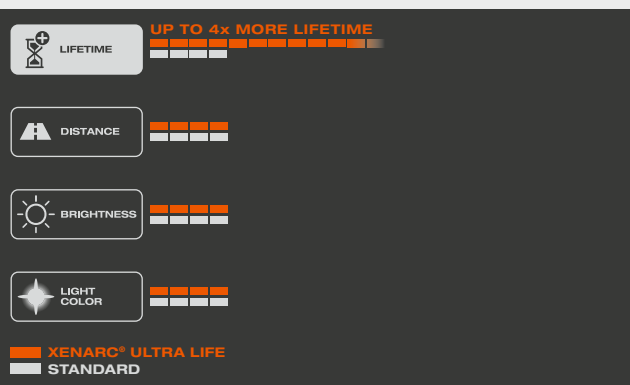 UP TO 4x MORE LIFETIME
LIFETIME
DISTANCE
BRIGHTNESS
LIGHT
COLOR
XENARC® ULTRA LIFE
STANDARD